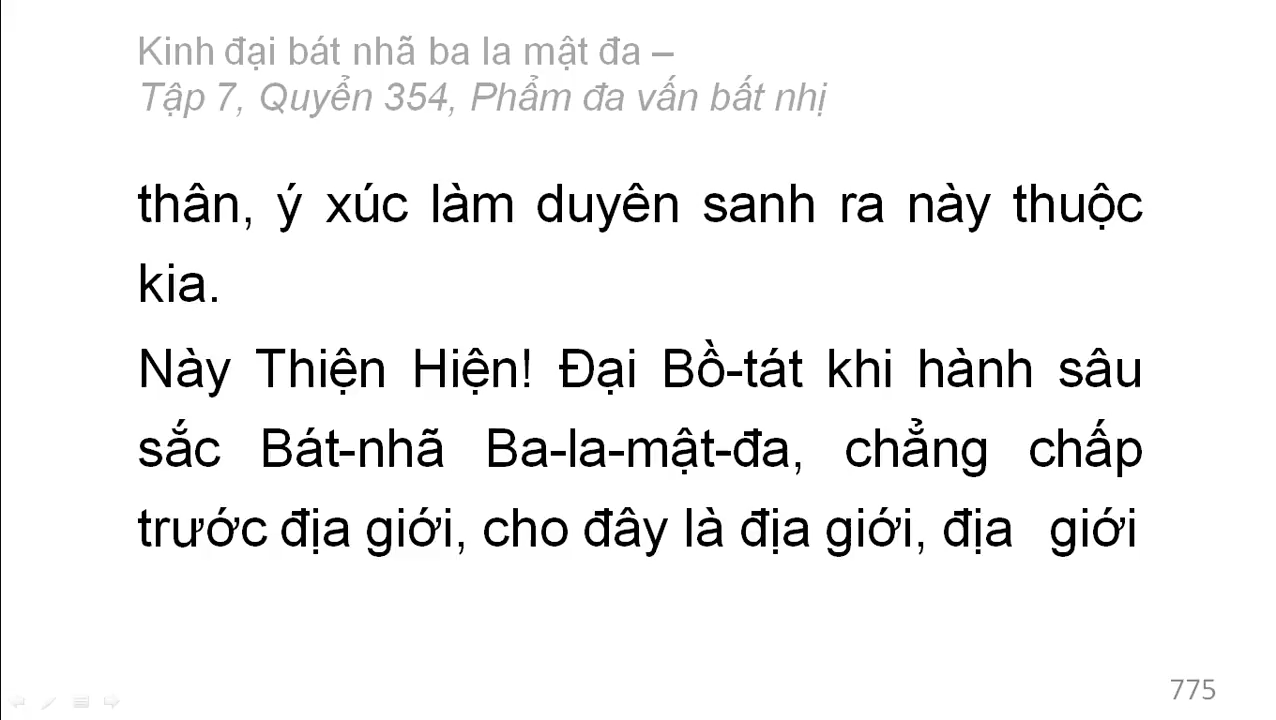 Kinh đại bát nhã ba la mật đa –
Tập 7, Quyển 354, Phẩm đa vấn bất nhị
thân, ý xúc làm duyên sanh ra này thuộc
kia.
Này Thiện Hiện! Đại Bồ-tát khi hành sâu
sắc Bát-nhã Ba-la-mật-đa, chẳng chấp
trước địa giới, cho đây là địa giới, địa giới
775